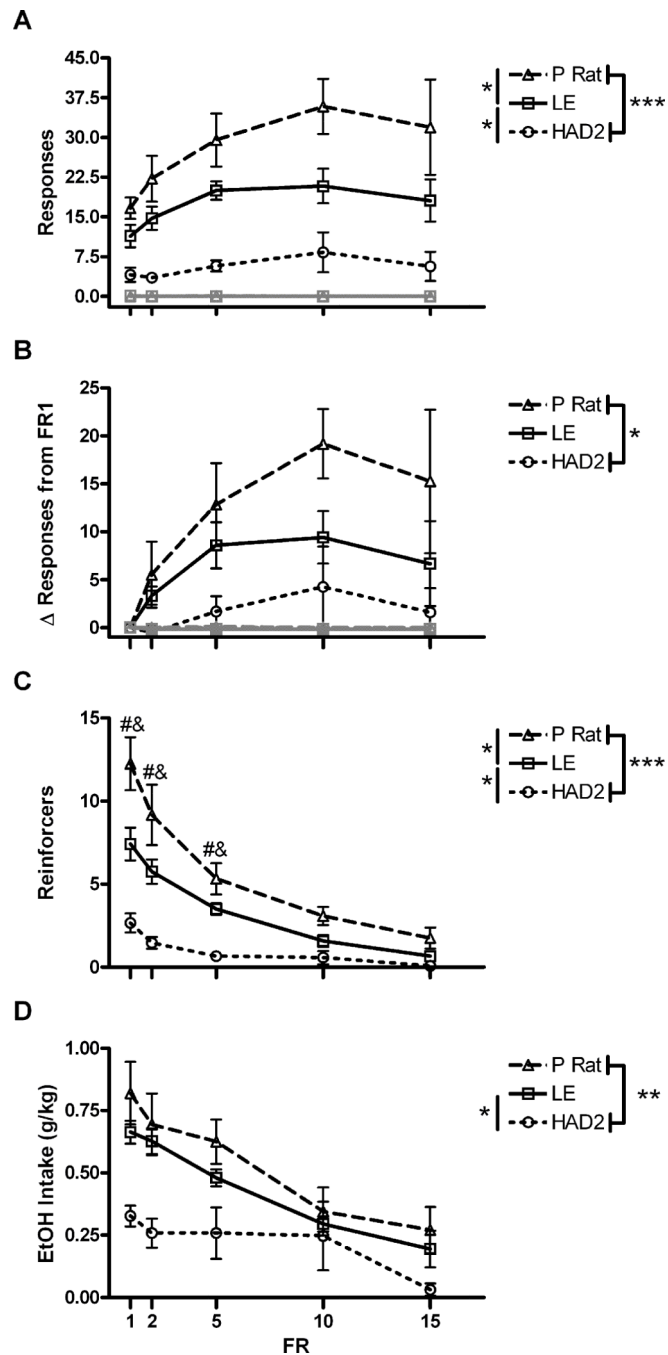 A
45.0
37.5
30.0
22.5
15.0
7.5
0.0
Responses
* P Rat
LE ***
* HAD2
B
25
20
15
10
5
0
Δ Responses from FR1
P Rat
LE *
HAD2
C
15
10
5
0
Reinforcers
#&
#&
#&
* P Rat
LE ***
* HAD2
D
1.00
0.75
0.50
0.25
0.00
EtOH Intake (g/kg)
P Rat
LE **
* HAD2
1 2 5 10 15
FR